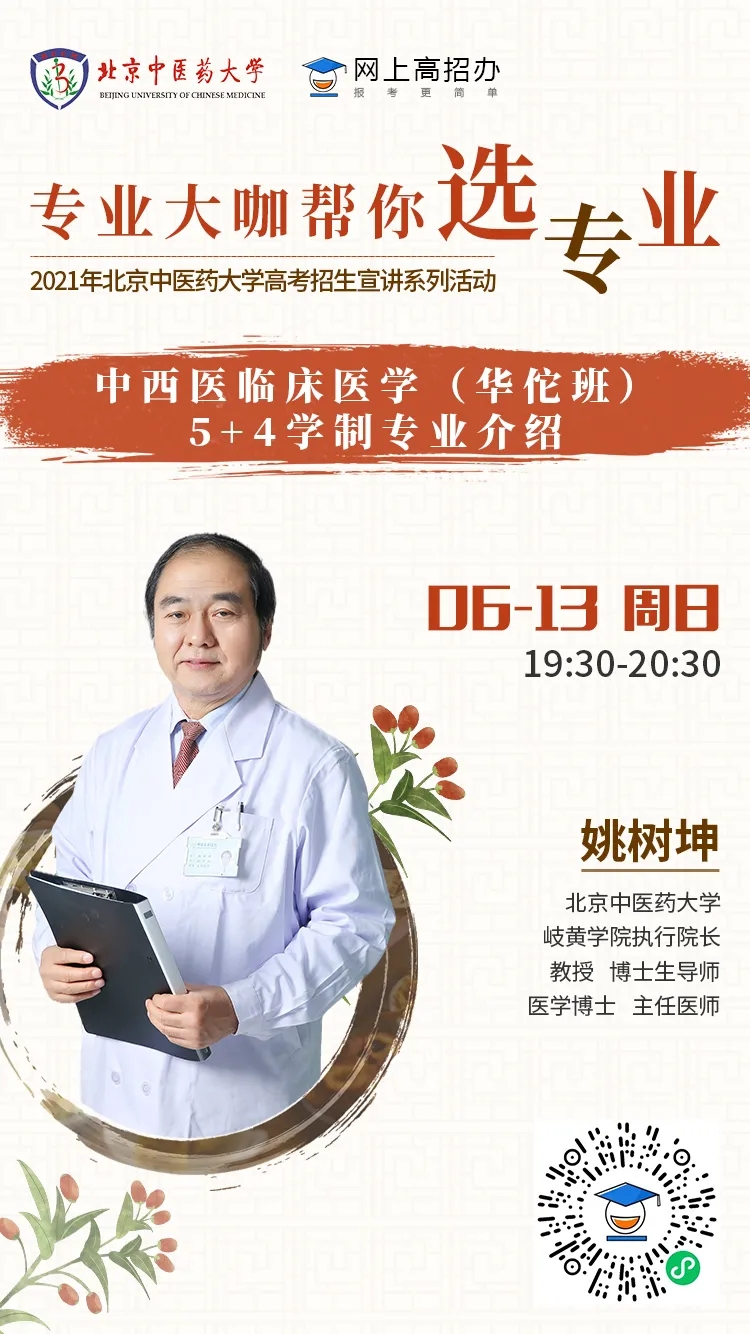 北京中医药大学
BEIJING UNIVERSITY OF CHINESE MEDICINE
网上高招办
报考更简单
专业大咖帮你选专业
2021年北京中医药大学高考招生宣讲系列活动
中西医临床医学（华佗班）
5+4学制专业介绍
06-13 周日
19:30-20:30
姚树坤
北京中医药大学
岐黄学院执行院长
教授 博士生导师
医学博士 主任医师